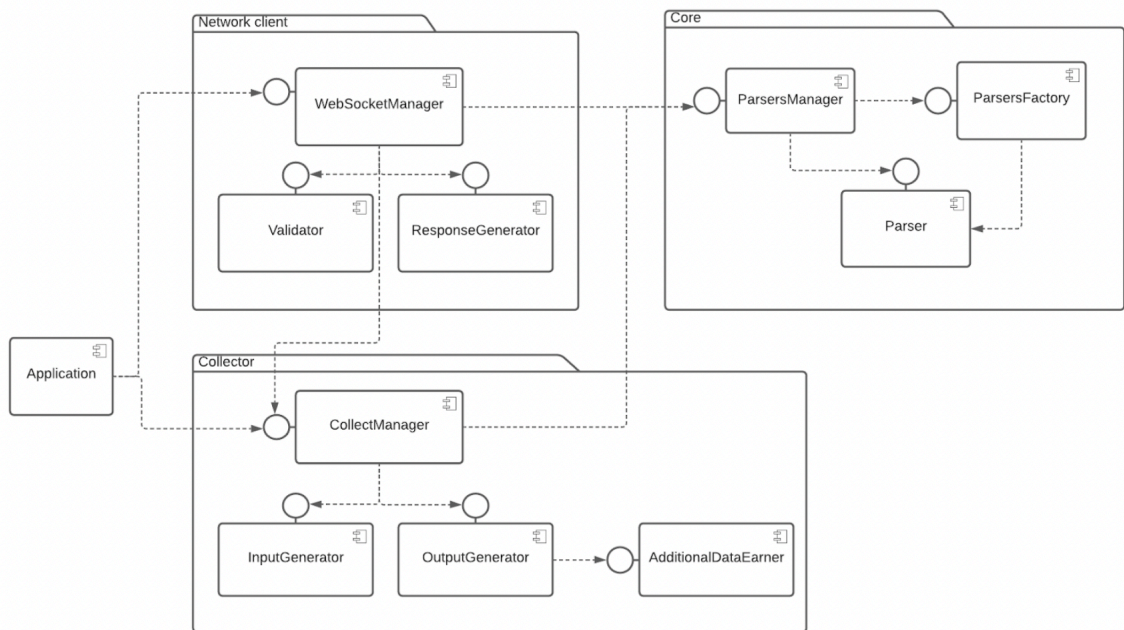 Network client
Core
WebSocketManager
ParsersManager
ParsersFactory
Validator
ResponseGenerator
Parser
Application
Collector
CollectManager
InputGenerator
OutputGenerator
AdditionalDataEarner